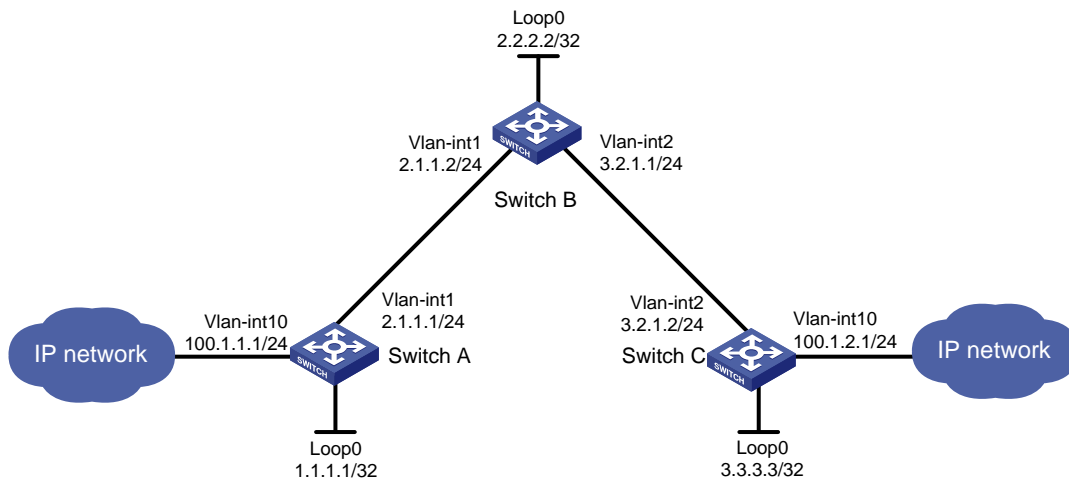 Loop0
2.2.2.2/32
Vlan-int1
2.1.1.2/24
SWITCH
Vlan-int2
3.2.1.1/24
Switch B
Vlan-int10
100.1.1.1/24
Vlan-int1
2.1.1.1/24
Vlan-int2
3.2.1.2/24
Vlan-int10
100.1.2.1/24
IP network
SWITCH
Switch A
Switch C
SWITCH
IP network
Loop0
1.1.1.1/32
Loop0
3.3.3.3/32